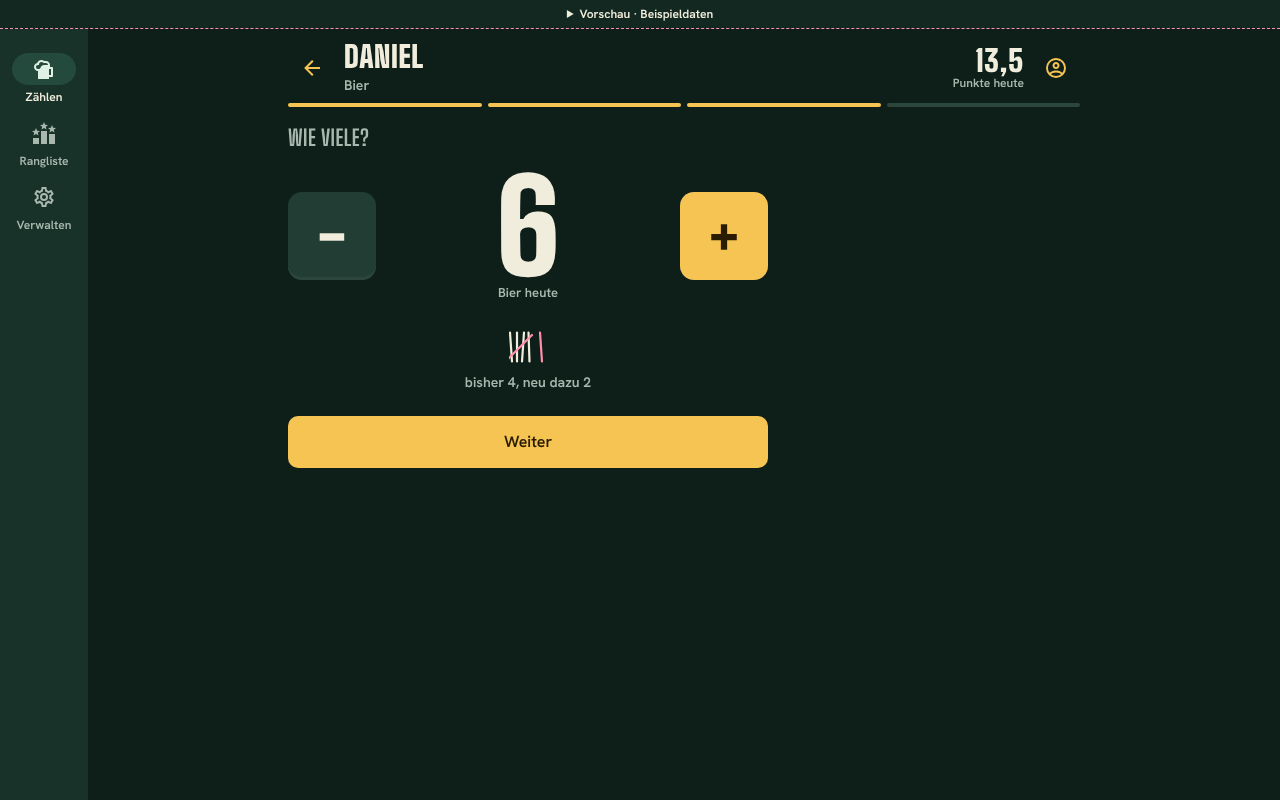 Vorschau · Beispieldaten
Zählen
Rangliste
Verwalten
DANIEL
Bier
13,5
Punkte heute
WIE VIELE?
–
6
+
Bier heute
bisher 4, neu dazu 2
Weiter